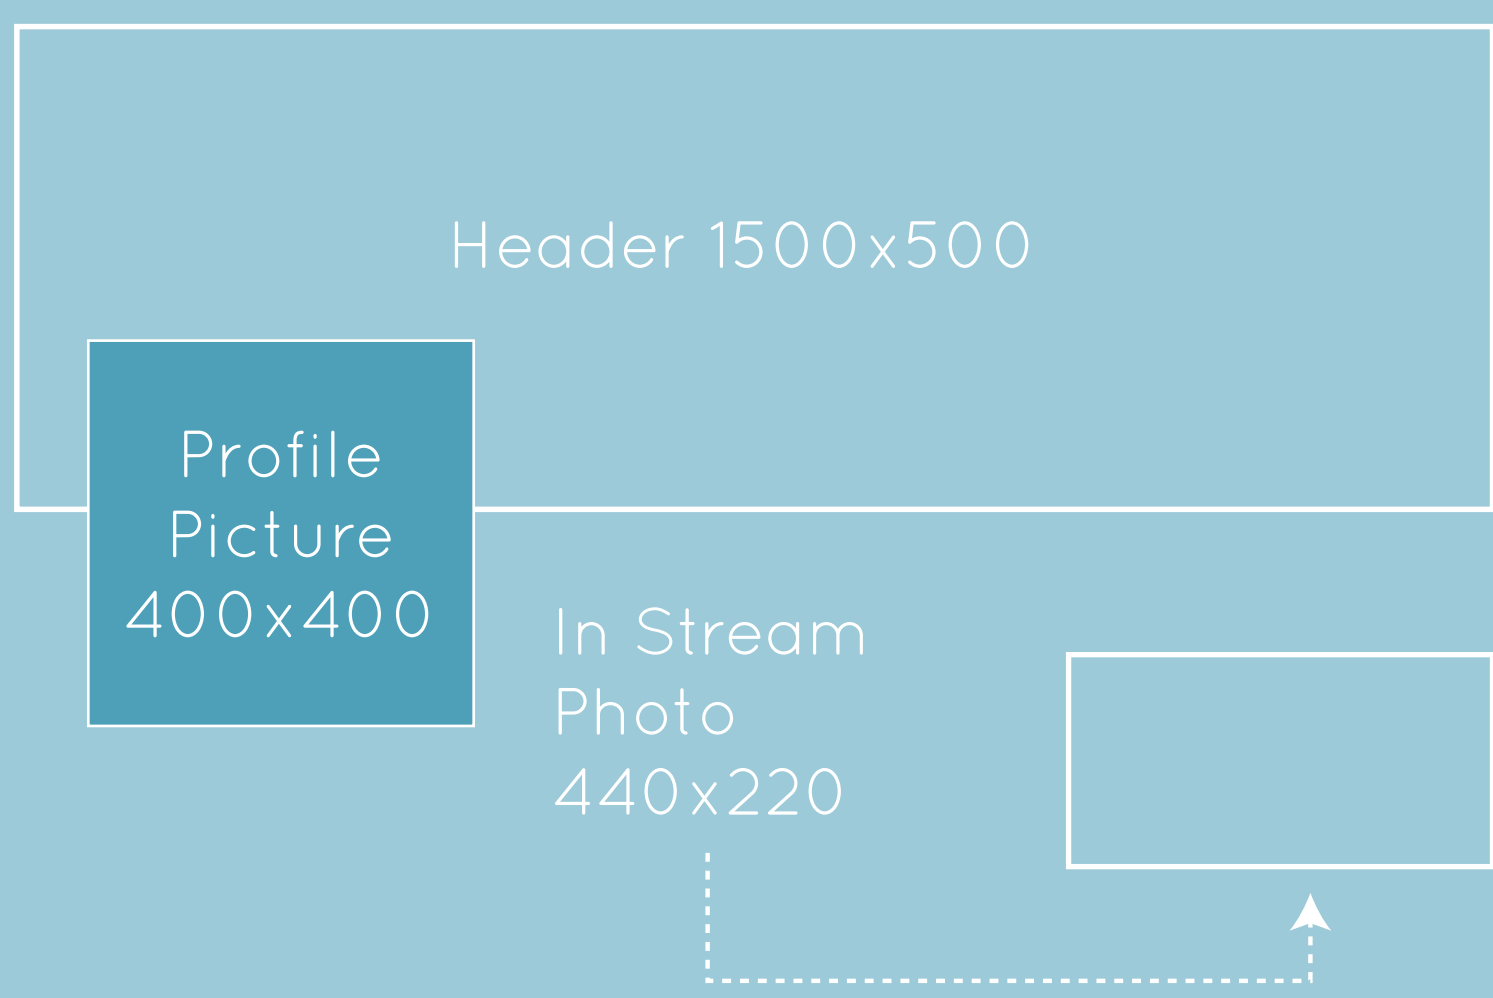 Header 1500x500
Profile
Picture
400x400
In Stream
Photo
440x220